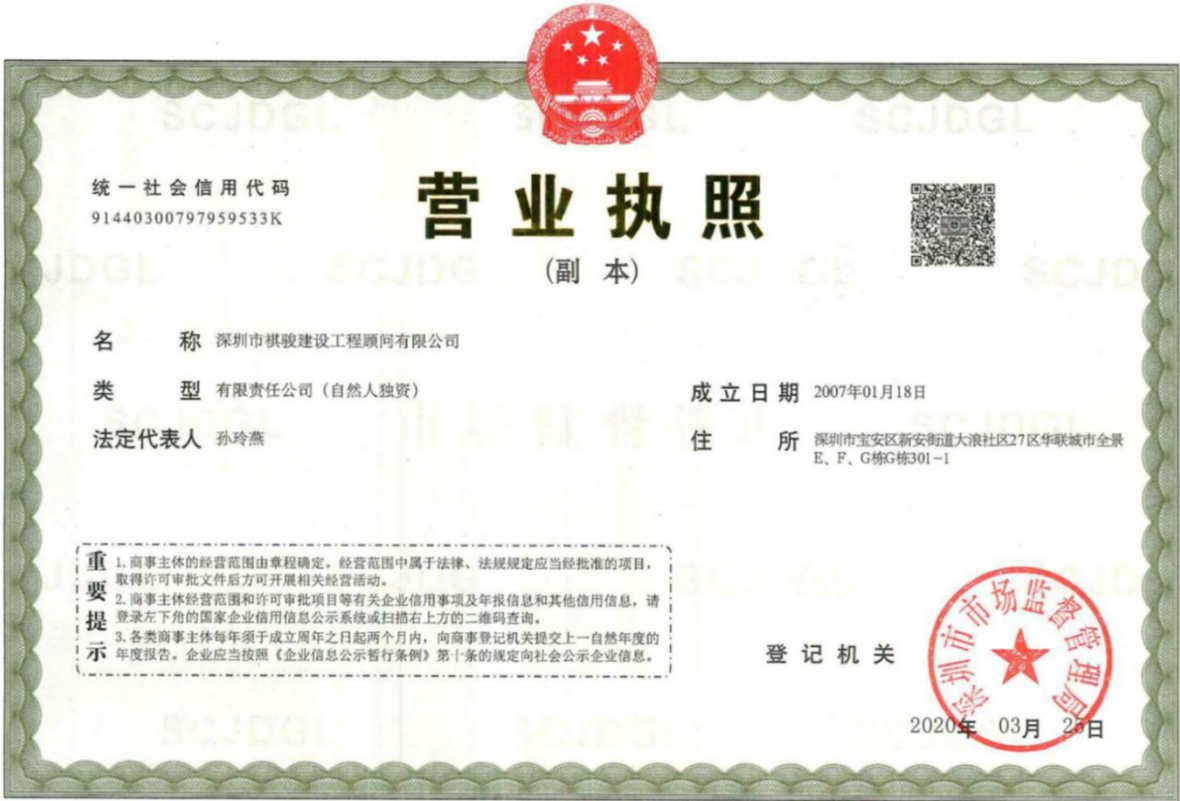 统一社会信用代码
91440300797959533K
营业执照
(副 本)
名 称 深圳市祺骏建设工程顾问有限公司
类 型 有限责任公司（自然人独资）
法定代表人 孙玲燕
成立日期 2007年01月18日
住 所 深圳市宝安区新安街道大浪社区27区华联城市全景
E、F、G栋G栋301-1
重要提示
1.商事主体的经营范围由章程确定。经营范围中属于法律、法规规定应当经批准的项目，
取得许可审批文件后方可开展相关经营活动。
2.商事主体经营范围和许可审批项目等有关企业信用事项及年报信息和其他信用信息，请
登录左下角的国家企业信用信息公示系统或扫描右上方的二维码查询。
3.各类商事主体每年须于成立周年之日起两个月内，向商事登记机关提交上一自然年度的
年度报告。企业应当按照《企业信息公示暂行条例》第十条的规定向社会公示企业信息。
登记机关
深圳市市场监督管理局
2020年 03月 25日
SCJDGL